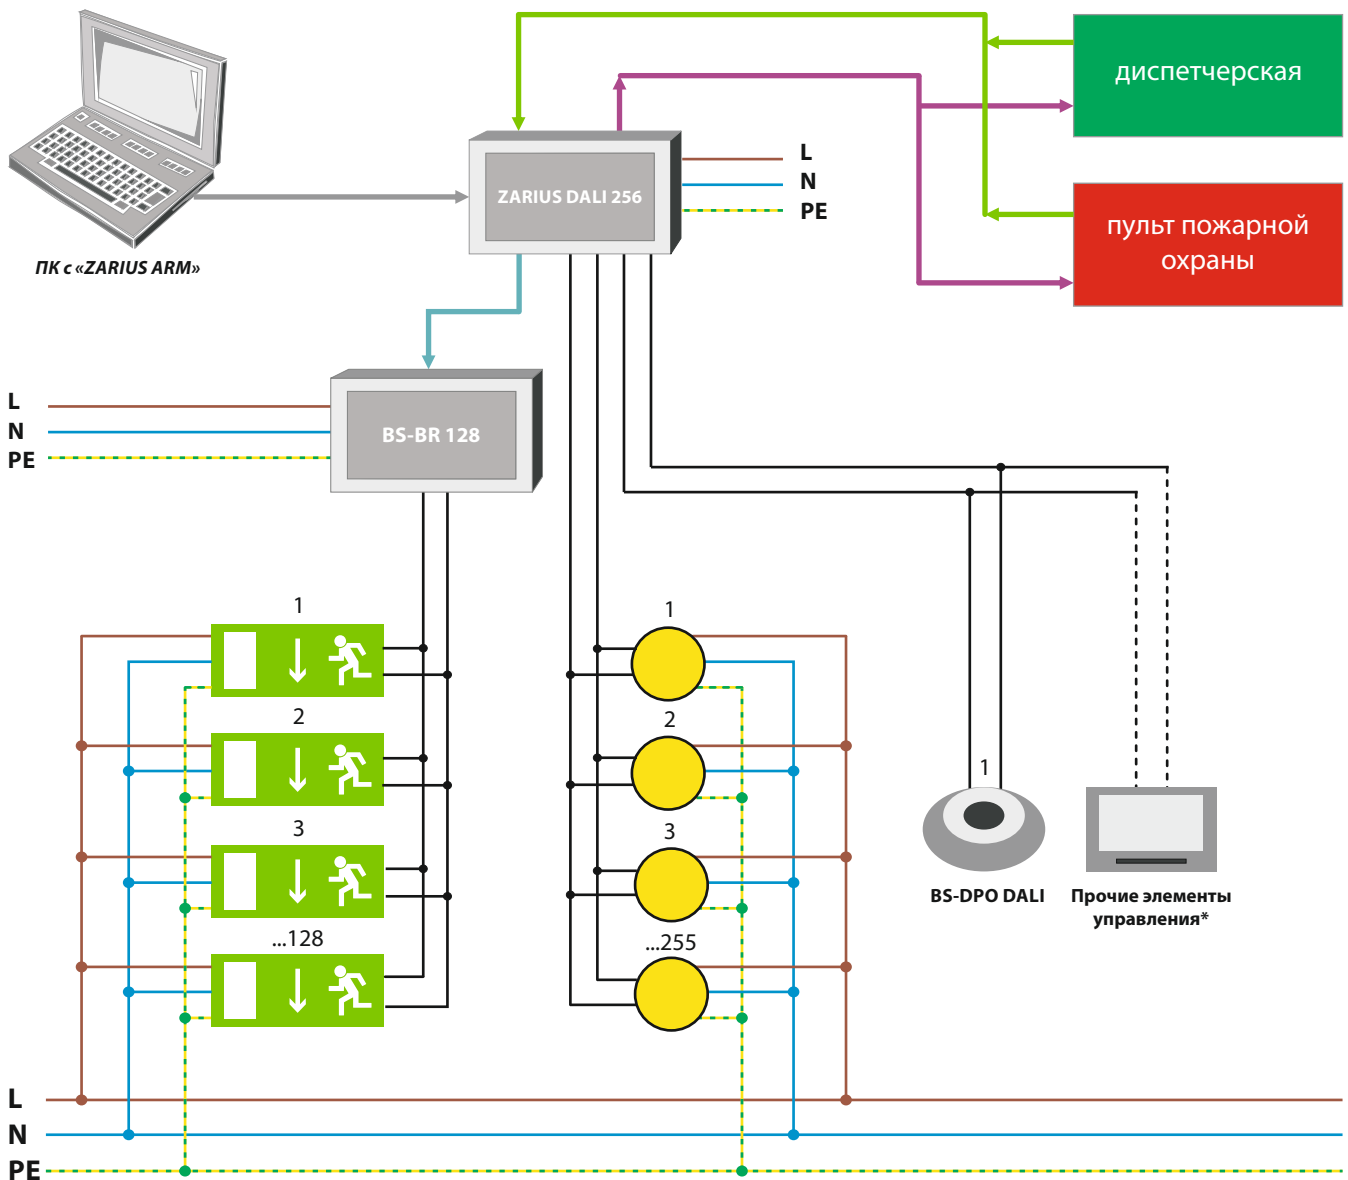 диспетчерская
L
ZARIUS DALI 256
N
PE
пульт пожарной
охраны
ПК с «ZARIUS ARM»
L
N
BS-BR 128
PE
1
1
2
2
1
3
3
BS-DPO DALI
Прочие элементы
управления*
...128
...255
L
N
PE